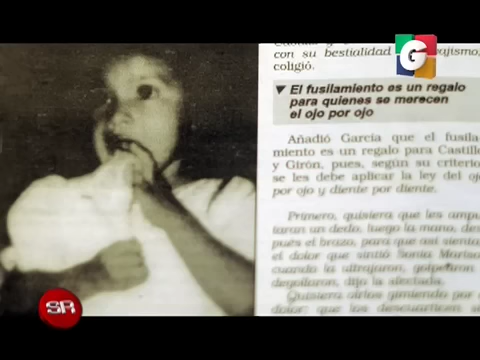 con su bestialidad
coligió.
G
▼ El fusilamiento es un regalo
para quienes se merecen
el ojo por ojo
Añadió García que el fusila-
miento es un regalo para Castillo
y Girón, pues, según su criterio
se les debe aplicar la ley del ojo
por ojo y diente por diente.
Primero, quisiera que les ampu-
taran un dedo, luego la mano, des-
pués el brazo, para que así sientan
el dolor que sintió Sonia Marisol
cuando la ultrajaron, golpearon
degollaron, dijo la afectada.
Quisiera oírlos gimiendo por
dolor que los descuarticen
SR